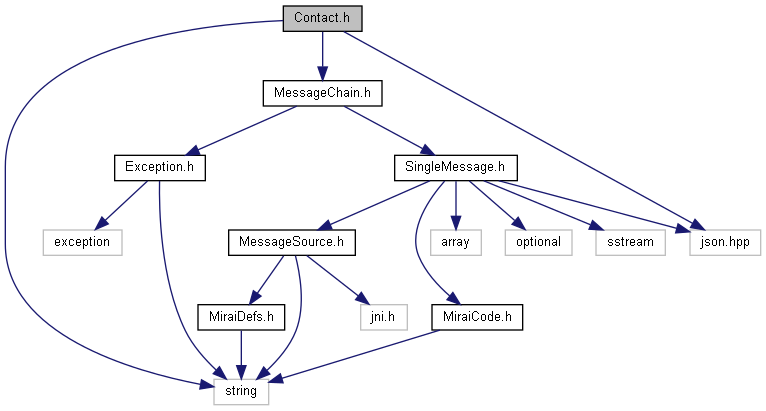 Contact.h
MessageChain.h
Exception.h
SingleMessage.h
exception
MessageSource.h
array
optional
sstream
json.hpp
MiraiDefs.h
jni.h
MiraiCode.h
string